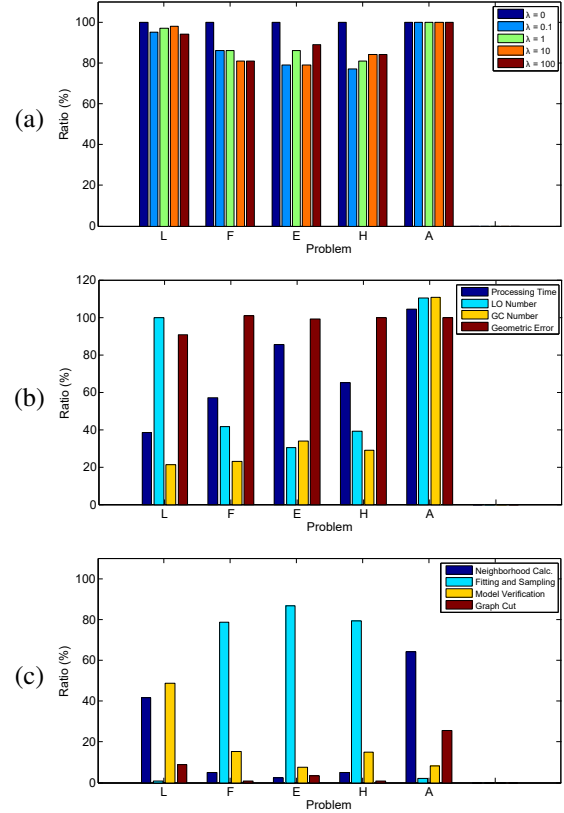 (a)
Ratio (%)
100
80
60
40
20
0
λ = 0
λ = 0.1
λ = 1
λ = 10
λ = 100
L F E H A
Problem
(b)
Ratio (%)
120
100
80
60
40
20
0
Processing Time
LO Number
GC Number
Geometric Error
L F E H A
Problem
(c)
Ratio (%)
100
80
60
40
20
0
Neighborhood Calc.
Fitting and Sampling
Model Verification
Graph Cut
L F E H A
Problem